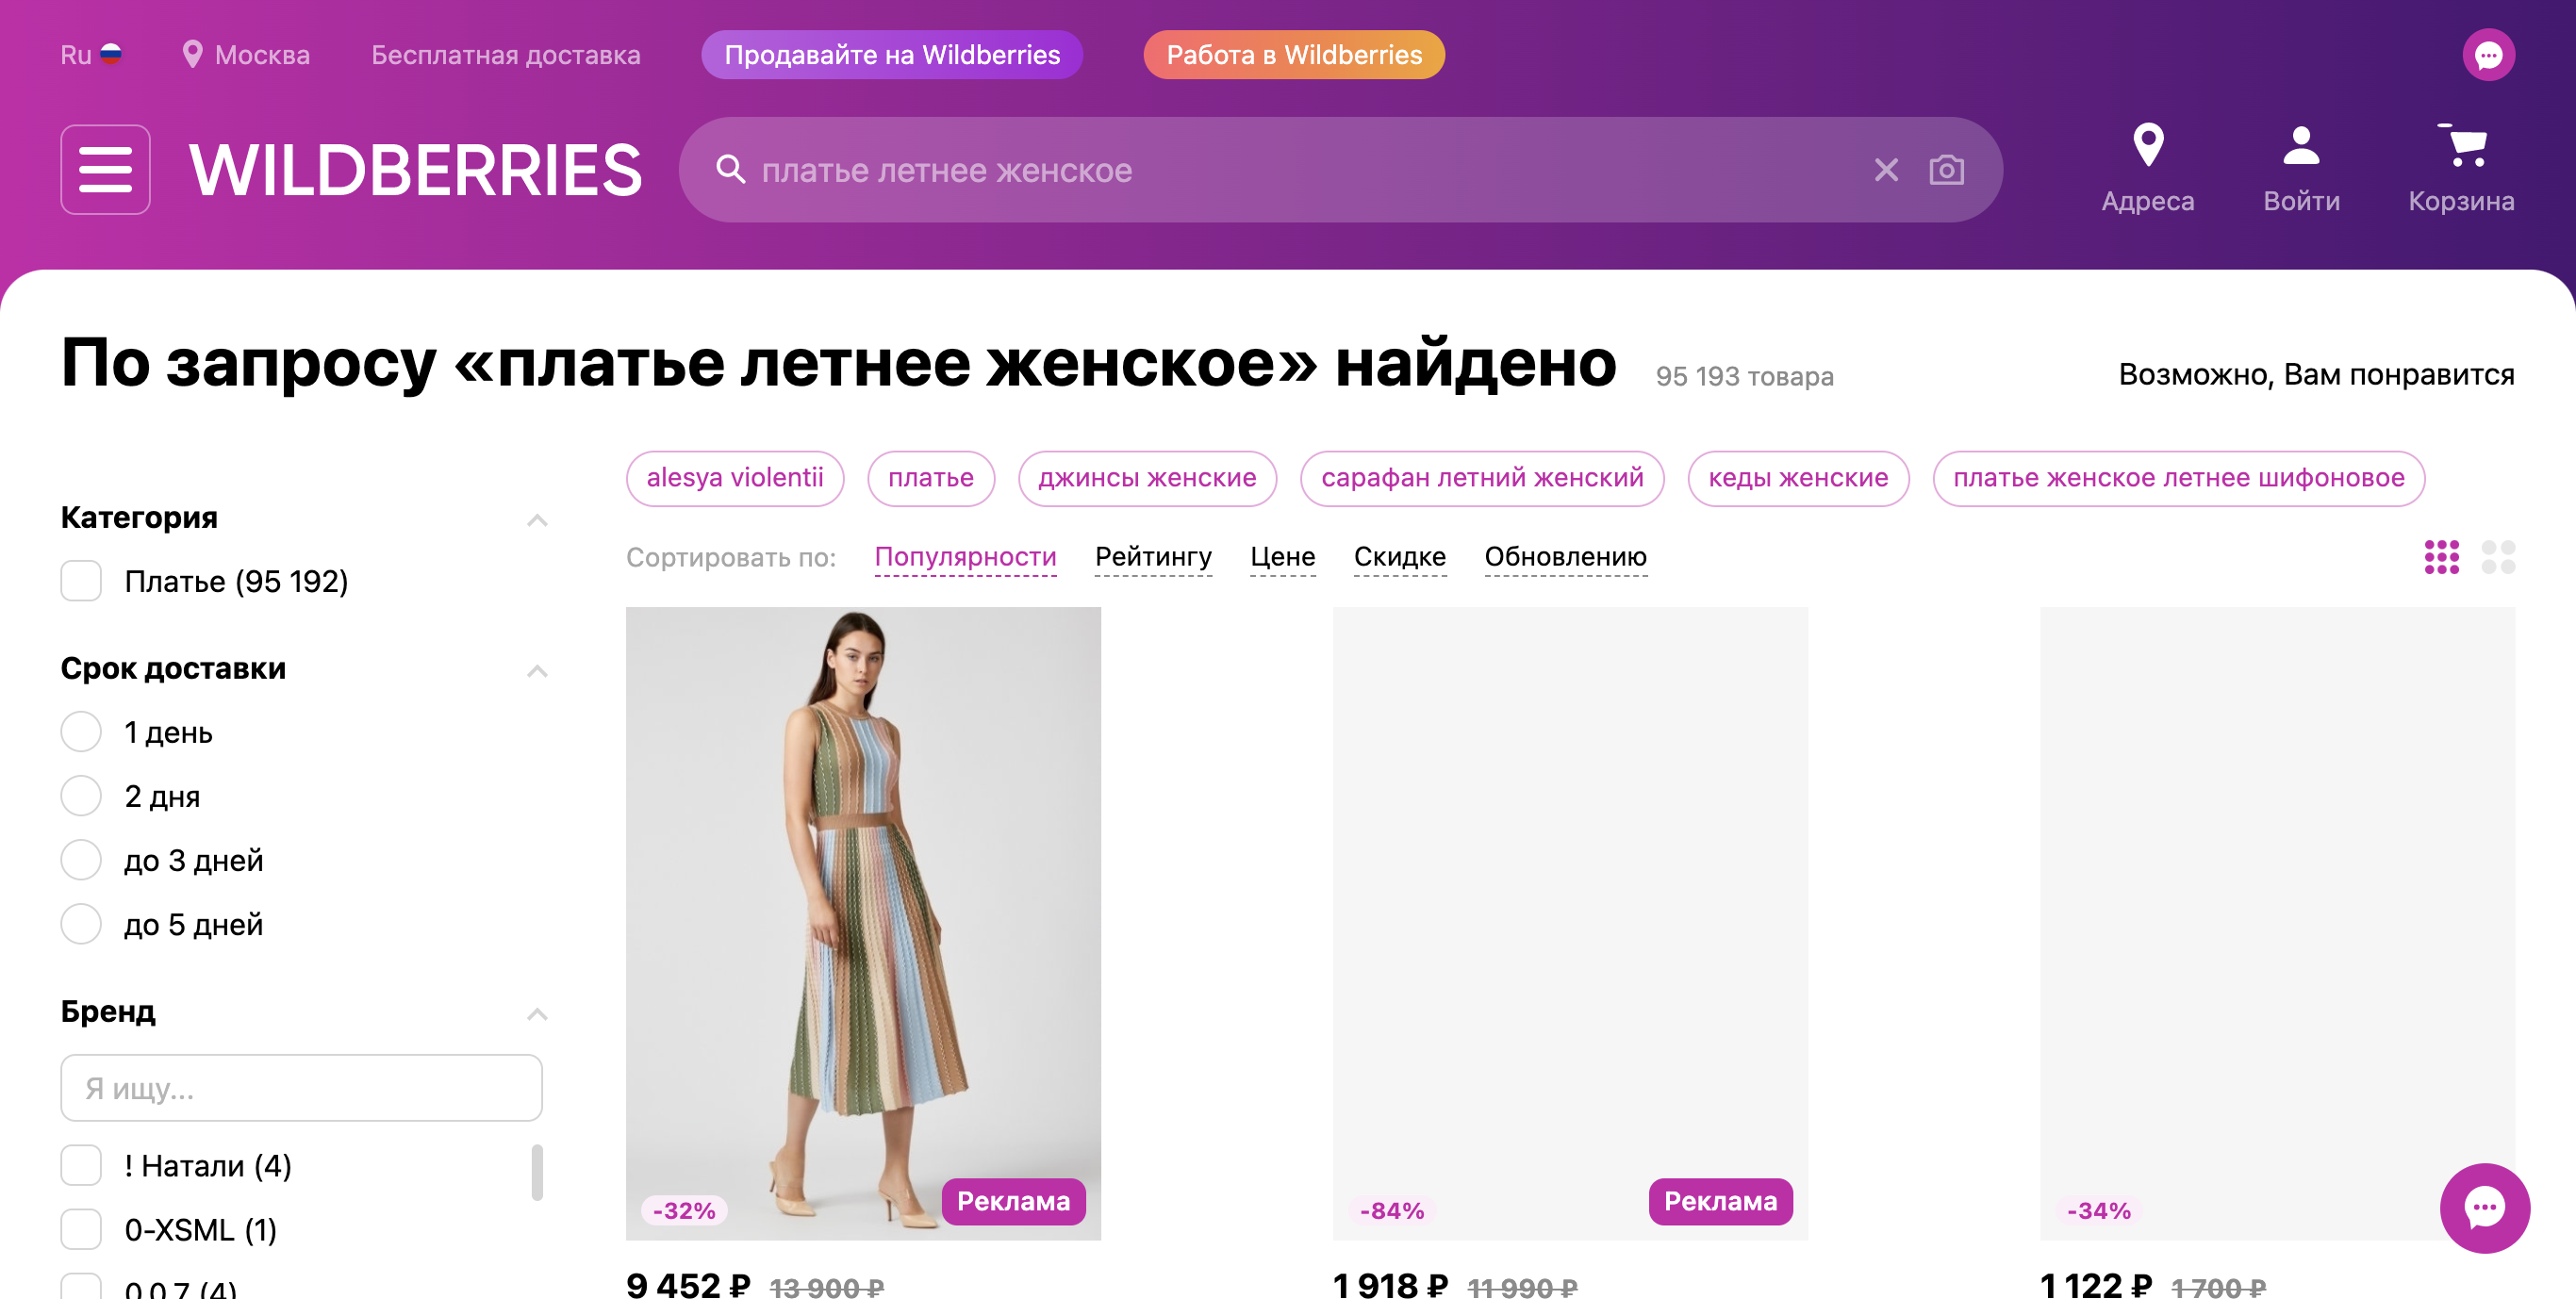 Ru Москва Бесплатная доставка Продавайте на Wildberries Работа в Wildberries
WILDBERRIES платье летнее женское Адреса Войти Корзина
По запросу «платье летнее женское» найдено 95 193 товара Возможно, Вам понравится
alesya violentii платье джинсы женские сарафан летний женский кеды женские платье женское летнее шифоновое
Сортировать по: Популярности Рейтингу Цене Скидке Обновлению
Категория
Платье (95 192)
Срок доставки
1 день
2 дня
до 3 дней
до 5 дней
Бренд
Я ищу...
! Натали (4)
0-XSML (1)
0.0.7 (4)
-32% Реклама -84% Реклама -34%
9 452 ₽ 13 900 ₽ 1 918 ₽ 11 990 ₽ 1 122 ₽ 1 700 ₽